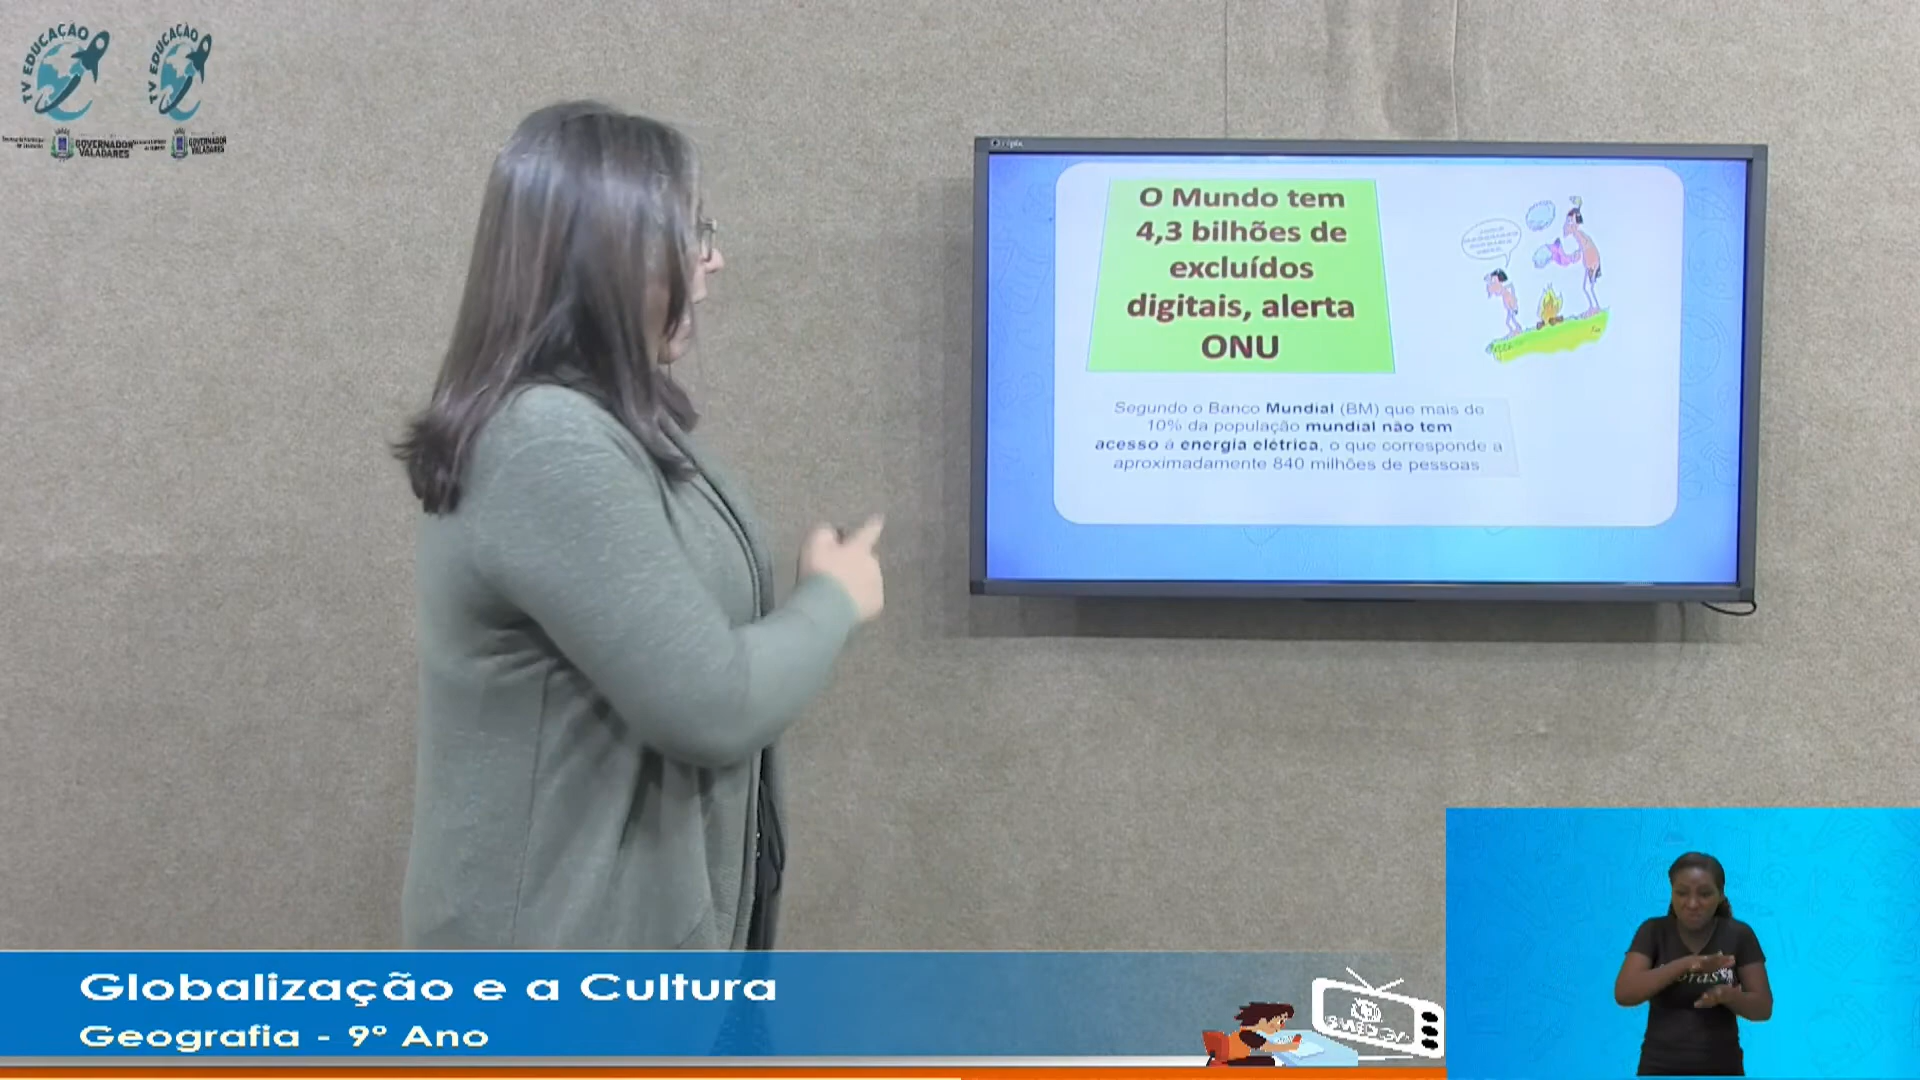 TV EDUCAÇÃO
TV EDUCAÇÃO
GOVERNADOR
VALADARES
GOVERNADOR
VALADARES
O Mundo tem
4,3 bilhões de
excluídos
digitais, alerta
ONU
Segundo o Banco Mundial (BM) que mais de
10% da população mundial não tem
acesso à energia elétrica, o que corresponde a
aproximadamente 840 milhões de pessoas
Globalização e a Cultura
Geografia - 9º Ano